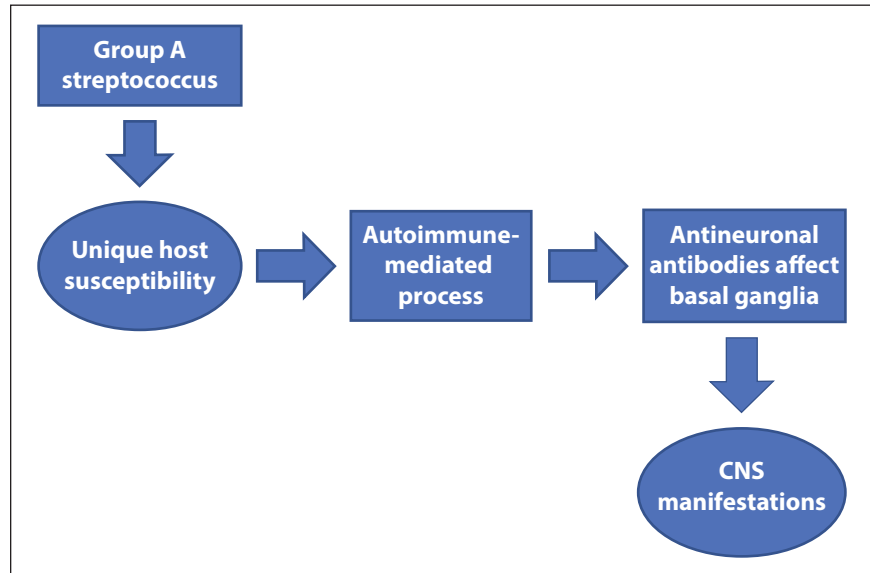 Group A
streptococcus
Unique host
susceptibility
Autoimmune-
mediated
process
Antineuronal
antibodies affect
basal ganglia
CNS
manifestations